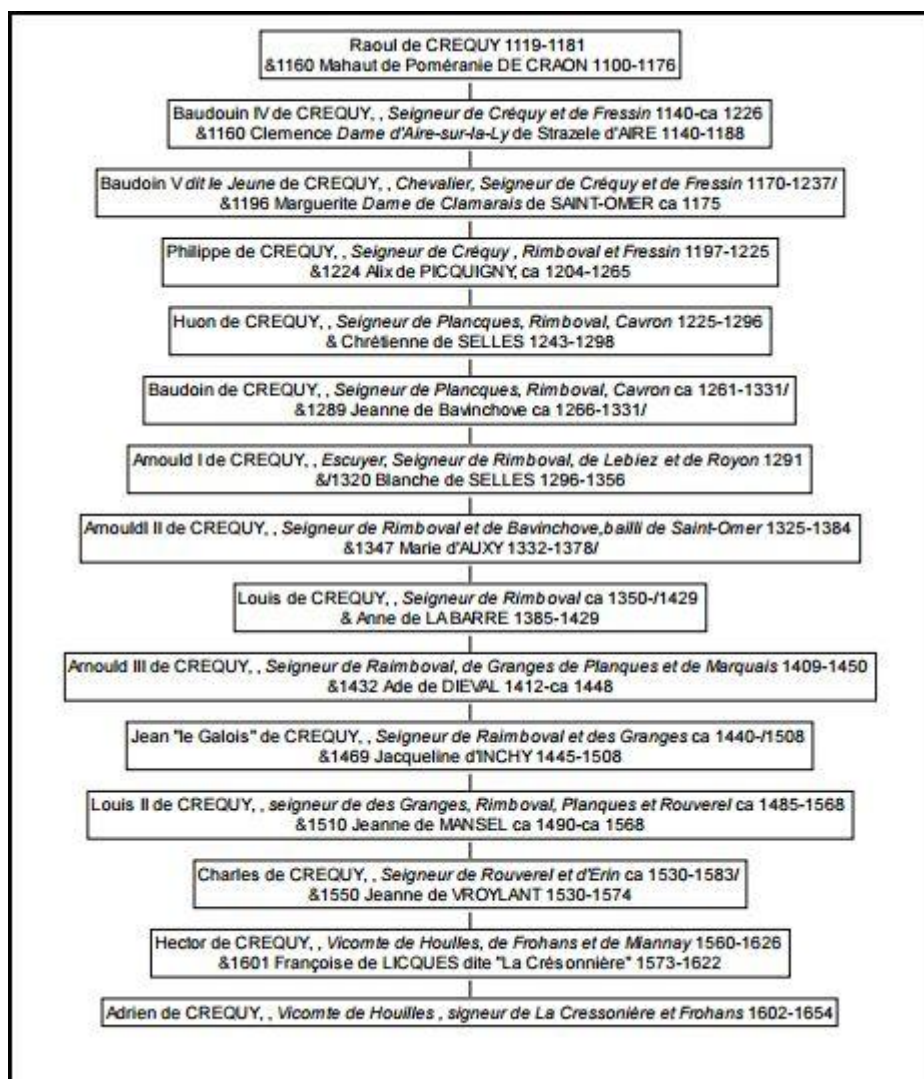 Raoul de CREQUY 1119-1181
&1160 Mahaut de Poméranie DE CRAON 1100-1176
Baudouin IV de CREQUY, , Seigneur de Créquy et de Fressin 1140-ca 1226
&1160 Clemence Dame d'Aire-sur-la-Ly de Strazele d'AIRE 1140-1188
Baudoin V dit le Jeune de CREQUY, , Chevalier, Seigneur de Créquy et de Fressin 1170-1237/
&1196 Marguerite Dame de Clamarais de SAINT-OMER ca 1175
Philippe de CREQUY, , Seigneur de Créquy , Rimboval et Fressin 1197-1225
&1224 Alix de PICQUIGNY, ca 1204-1265
Huon de CREQUY, , Seigneur de Plancques, Rimboval, Cavron 1225-1296
& Chrétienne de SELLES 1243-1298
Baudoin de CREQUY, , Seigneur de Plancques, Rimboval, Cavron ca 1261-1331/
&1289 Jeanne de Bavinchove ca 1266-1331/
Arnould I de CREQUY, , Escuyer, Seigneur de Rimboval, de Lebiez et de Royon 1291
&/1320 Blanche de SELLES 1296-1356
Arnouldl II de CREQUY, , Seigneur de Rimboval et de Bavinchove,bailli de Saint-Omer 1325-1384
&1347 Marie d'AUXY 1332-1378/
Louis de CREQUY, , Seigneur de Rimboval ca 1350-/1429
& Anne de LA BARRE 1385-1429
Arnould III de CREQUY, , Seigneur de Raimboval, de Granges de Planques et de Marquais 1409-1450
&1432 Ade de DIEVAL 1412-ca 1448
Jean "le Galois" de CREQUY, , Seigneur de Raimboval et des Granges ca 1440-/1508
&1469 Jacqueline d'INCHY 1445-1508
Louis II de CREQUY, , seigneur de des Granges, Rimboval, Planques et Rouverel ca 1485-1568
&1510 Jeanne de MANSEL ca 1490-ca 1568
Charles de CREQUY, , Seigneur de Rouverel et d'Erin ca 1530-1583/
&1550 Jeanne de VROYLANT 1530-1574
Hector de CREQUY, , Vicomte de Houlles, de Frohans et de Miannay 1560-1626
&1601 Françoise de LICQUES dite "La Crésonnière" 1573-1622
Adrien de CREQUY, , Vicomte de Houilles , signeur de La Cressonière et Frohans 1602-1654